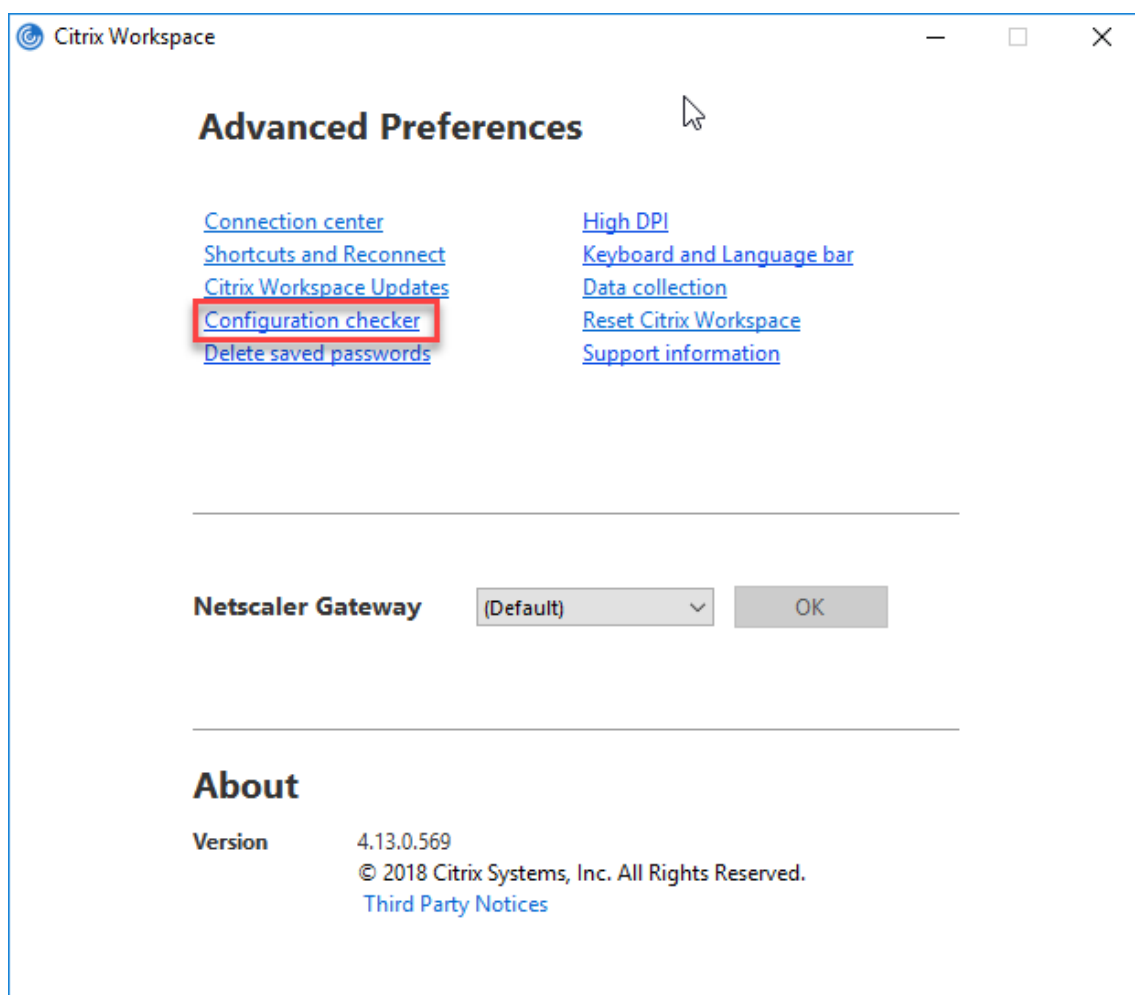 Citrix Workspace
Advanced Preferences
Connection center
Shortcuts and Reconnect
Citrix Workspace Updates
Configuration checker
Delete saved passwords
High DPI
Keyboard and Language bar
Data collection
Reset Citrix Workspace
Support information
Netscaler Gateway (Default) OK
About
Version 4.13.0.569
© 2018 Citrix Systems, Inc. All Rights Reserved.
Third Party Notices